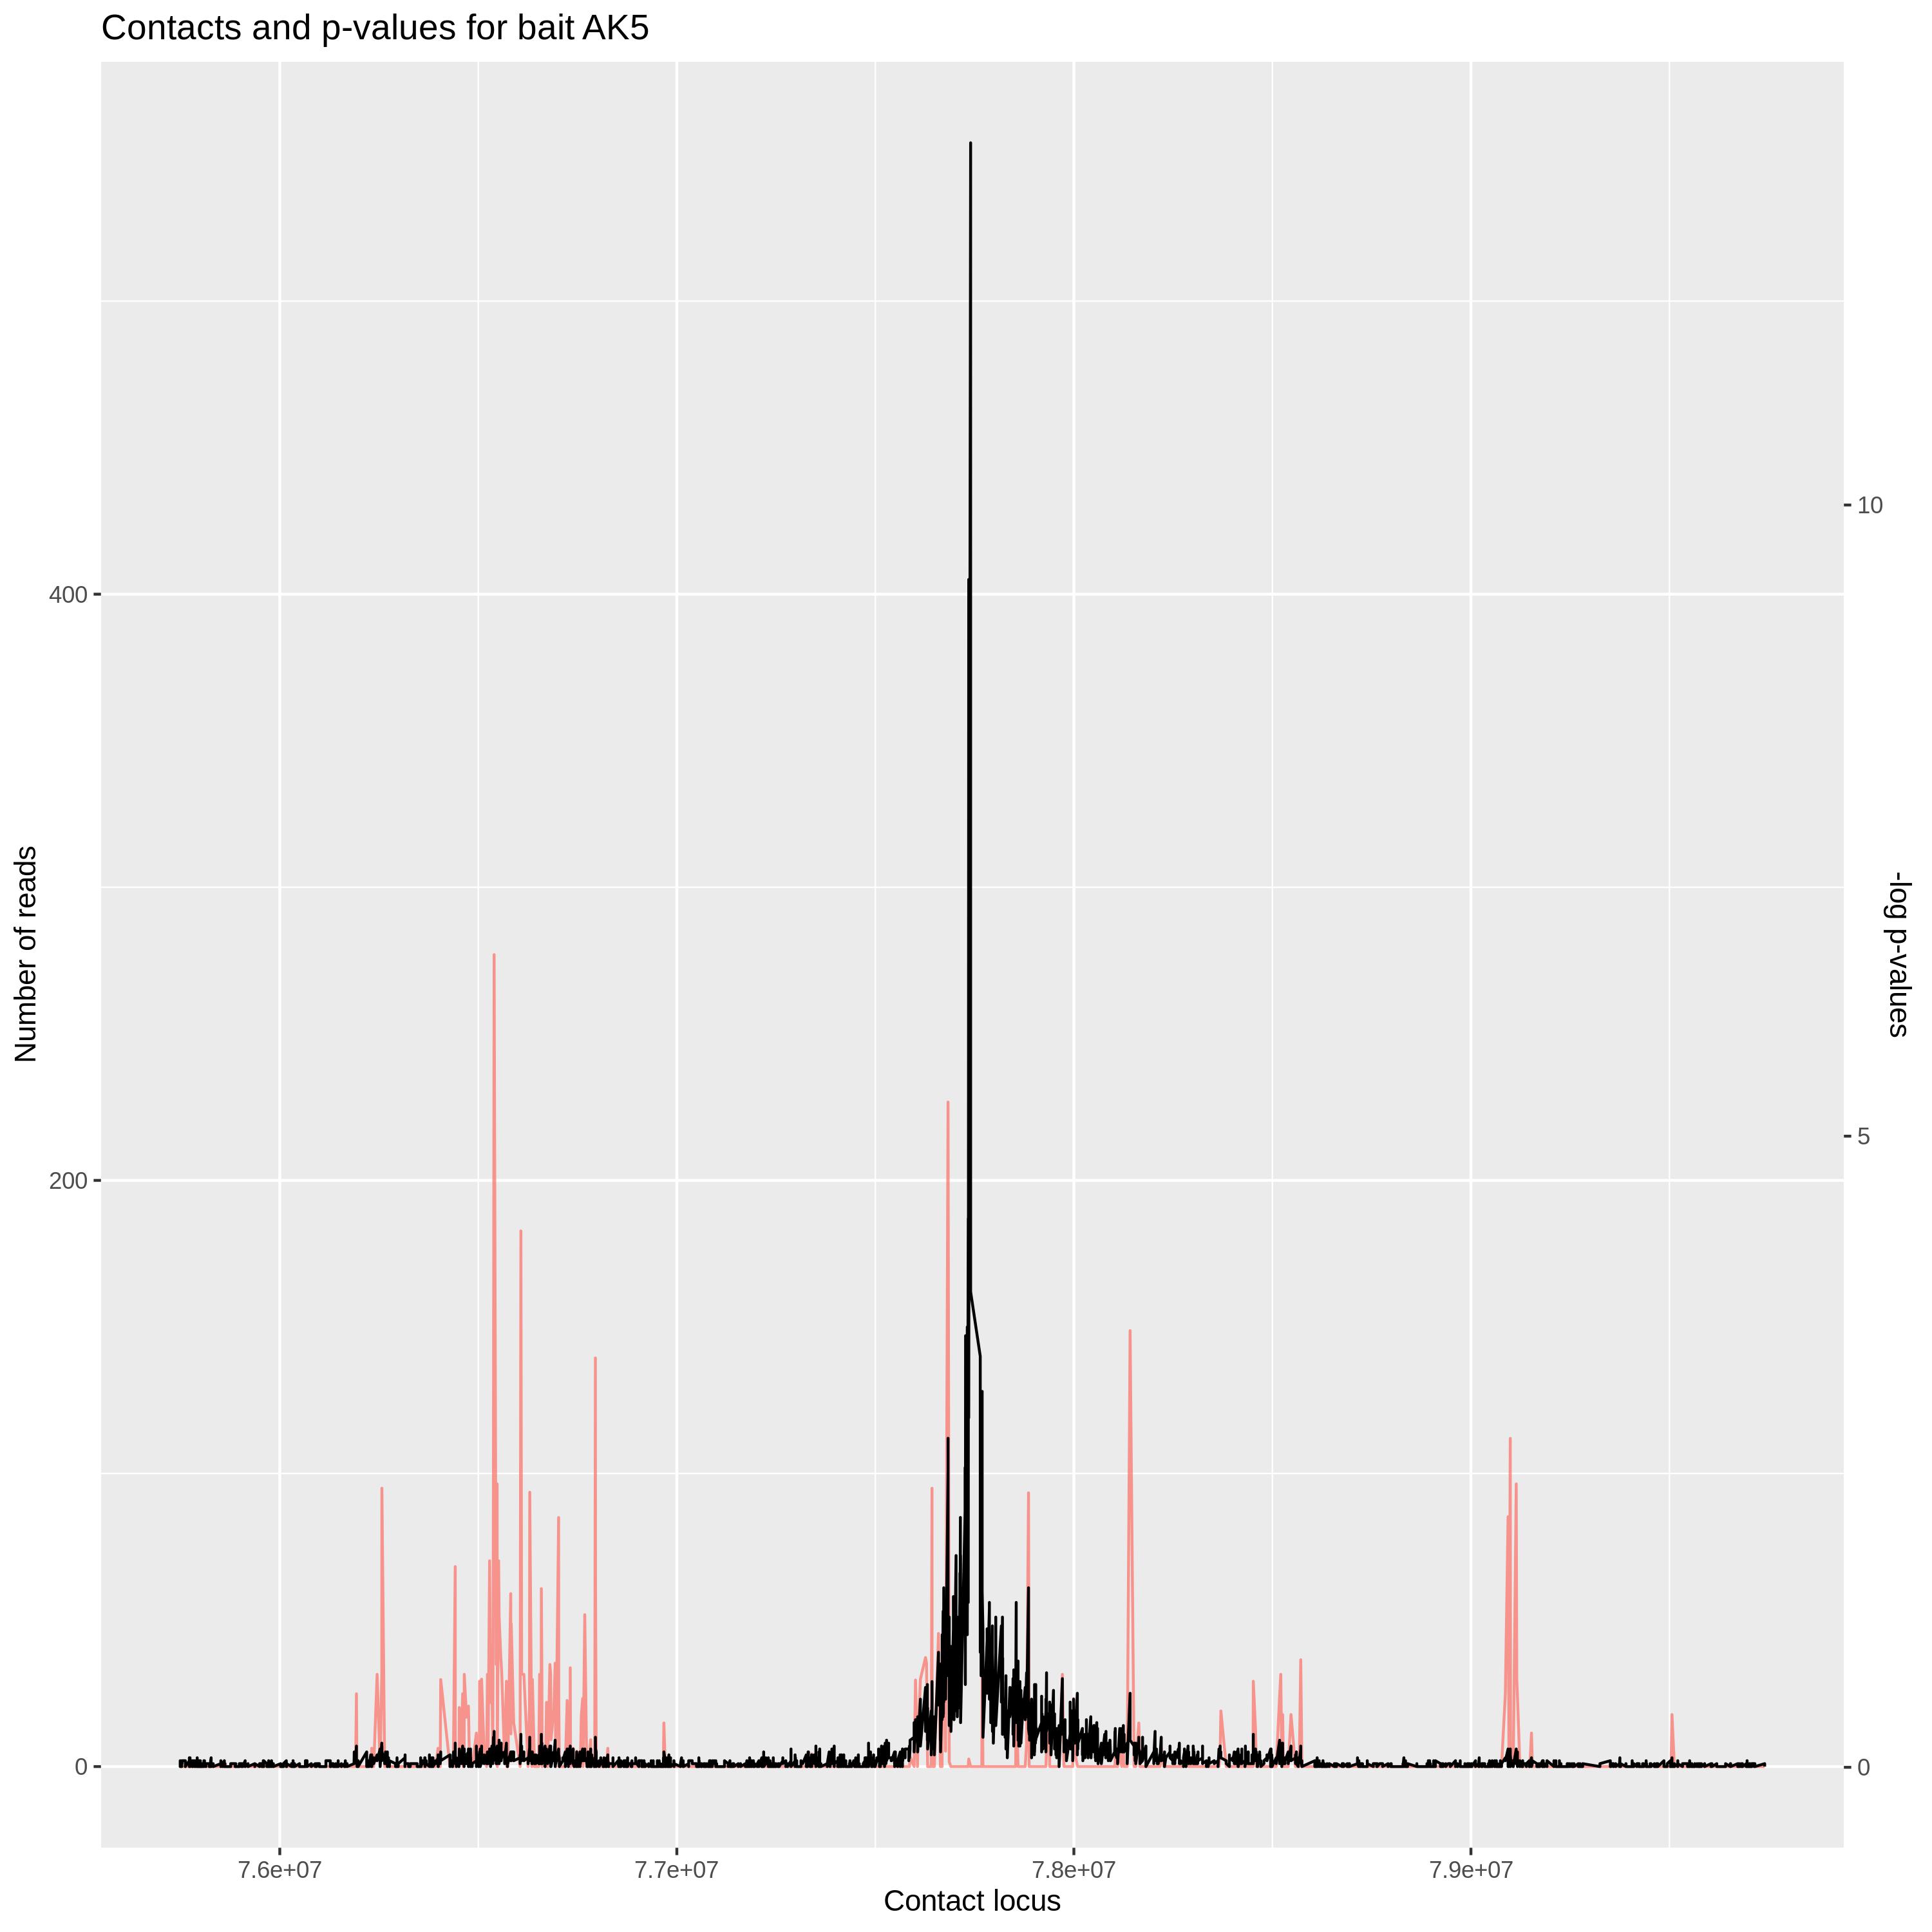 Contacts and p-values for bait AK5
Number of reads
400
200
0
10
5
0
-log p-values
7.6e+07
7.7e+07
7.8e+07
7.9e+07
Contact locus